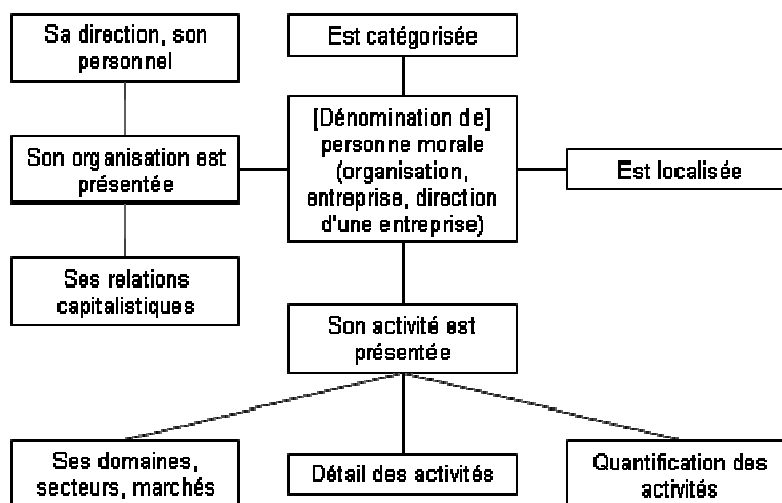 Sa direction, son
personnel
Est catégorisée
Son organisation est
présentée
[Dénomination de]
personne morale
(organisation,
entreprise, direction
d'une entreprise)
Est localisée
Ses relations
capitalistiques
Son activité est
présentée
Ses domaines,
secteurs, marchés
Détail des activités
Quantification des
activités